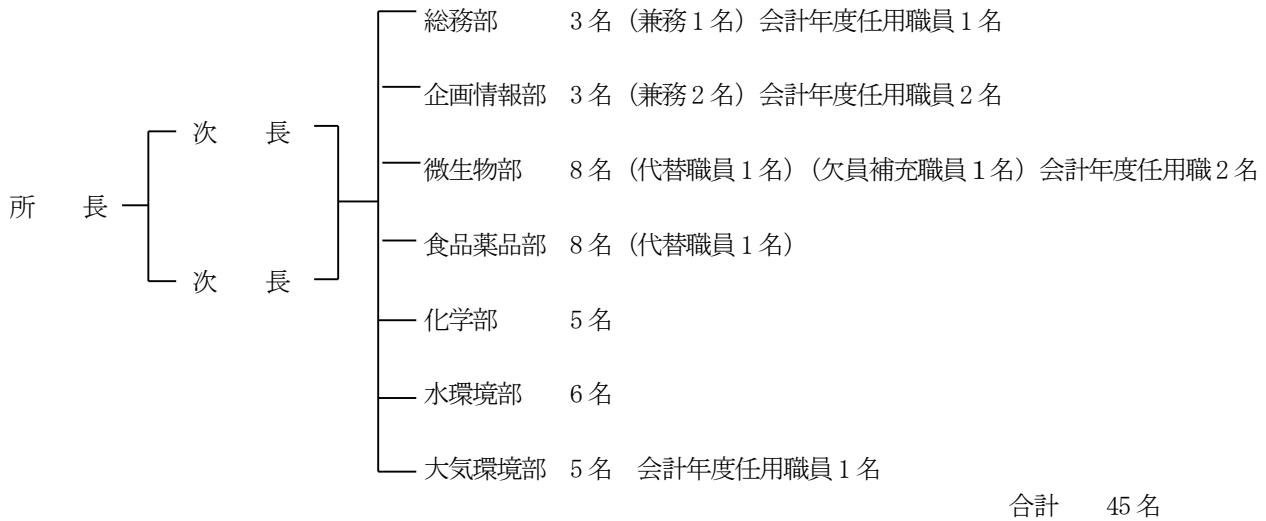 総務部 3名（兼務1名）会計年度任用職員1名
企画情報部 3名（兼務2名）会計年度任用職員2名
次 長
微生物部 8名（代替職員1名）（欠員補充職員1名）会計年度任用職2名
所 長
食品薬品部 8名（代替職員1名）
次 長
化学部 5名
水環境部 6名
大気環境部 5名 会計年度任用職員1名
合計 45名